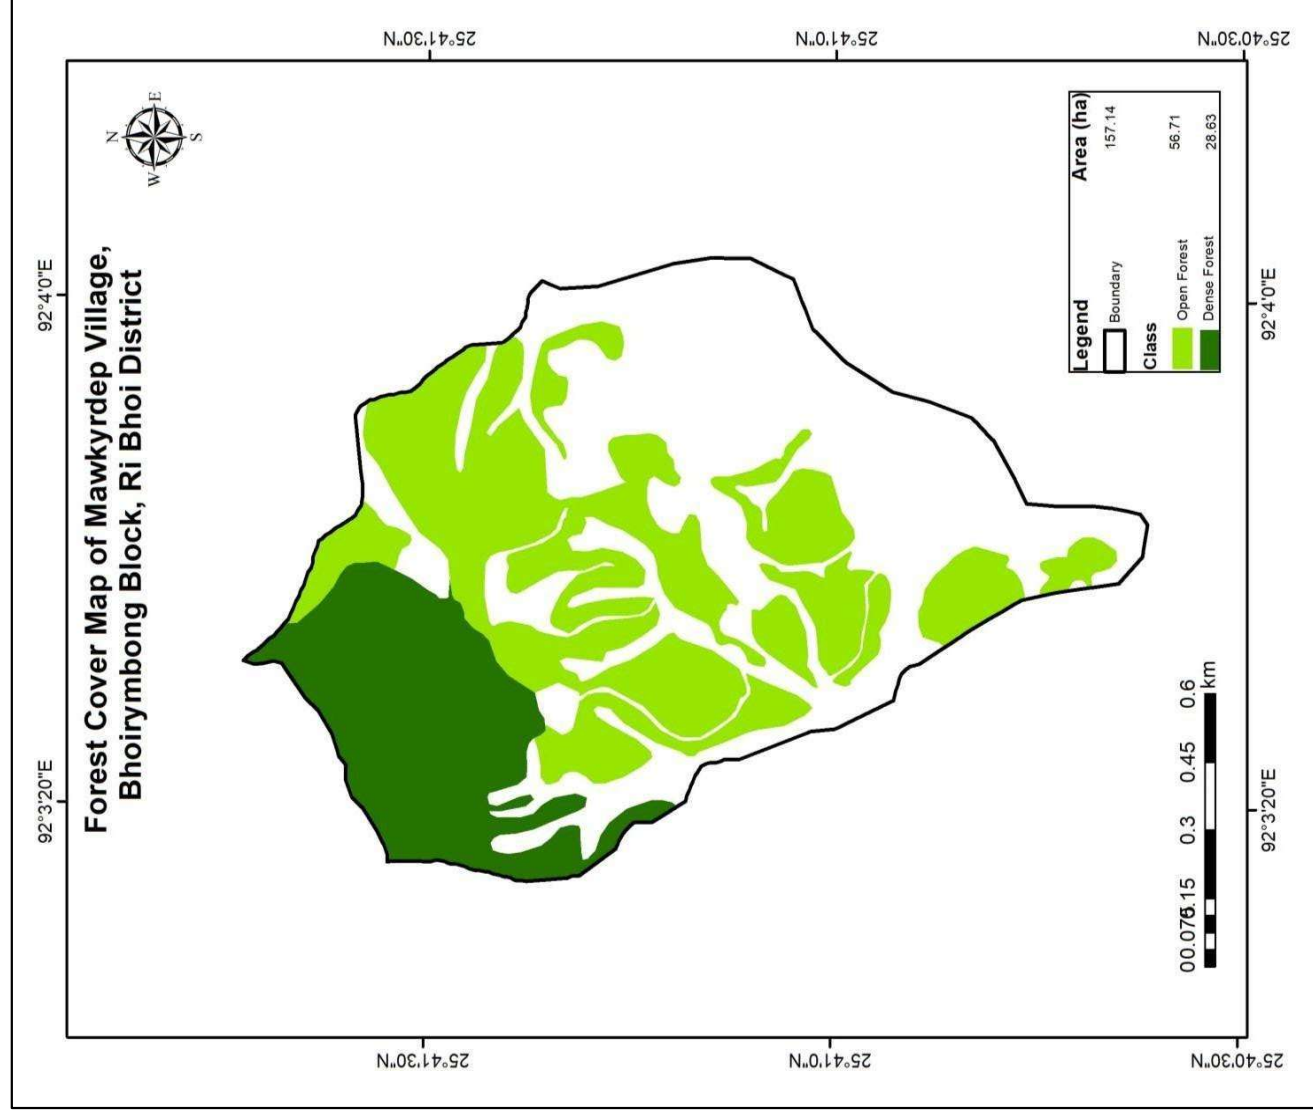 Forest Cover Map of Mawkyrdep Village,
Bhoirymbong Block, Ri Bhoi District
92°3'20"E
92°4'0"E
N
W
E
S
25°41'30"N
25°41'0"N
25°40'30"N
25°41'30"N
25°41'0"N
25°40'30"N
Legend Area (ha)
Boundary 157.14
Class
Open Forest 56.71
Dense Forest 28.63
0 0.075 0.15 0.3 0.45 0.6
km
92°3'20"E
92°4'0"E